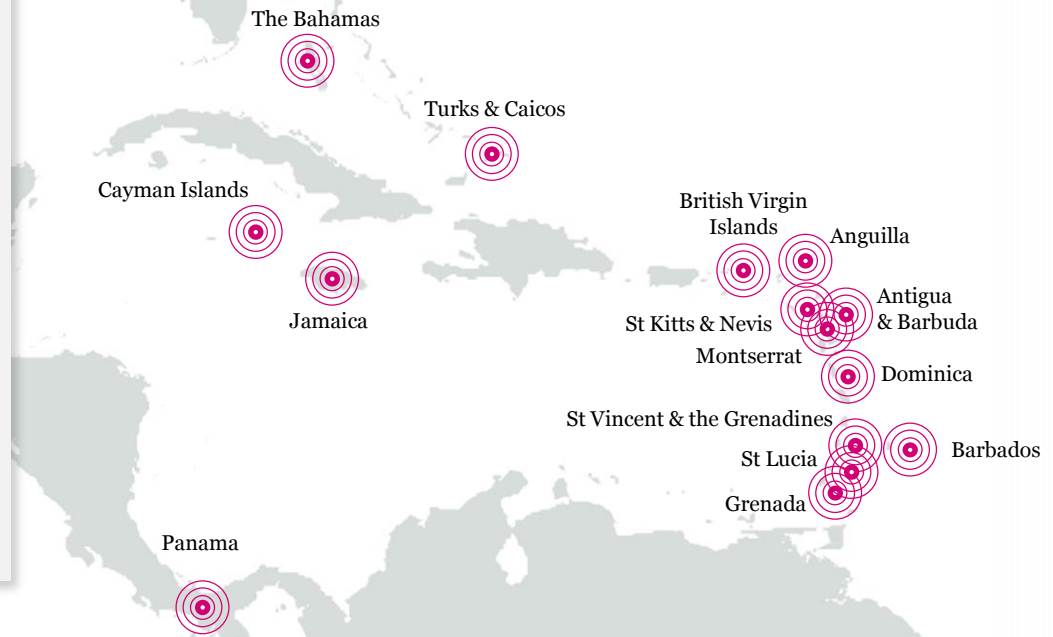 The Bahamas
Turks & Caicos
Cayman Islands
British Virgin
Islands
Anguilla
Jamaica
Antigua
& Barbuda
St Kitts & Nevis
Montserrat
Dominica
St Vincent & the Grenadines
Barbados
St Lucia
Grenada
Panama